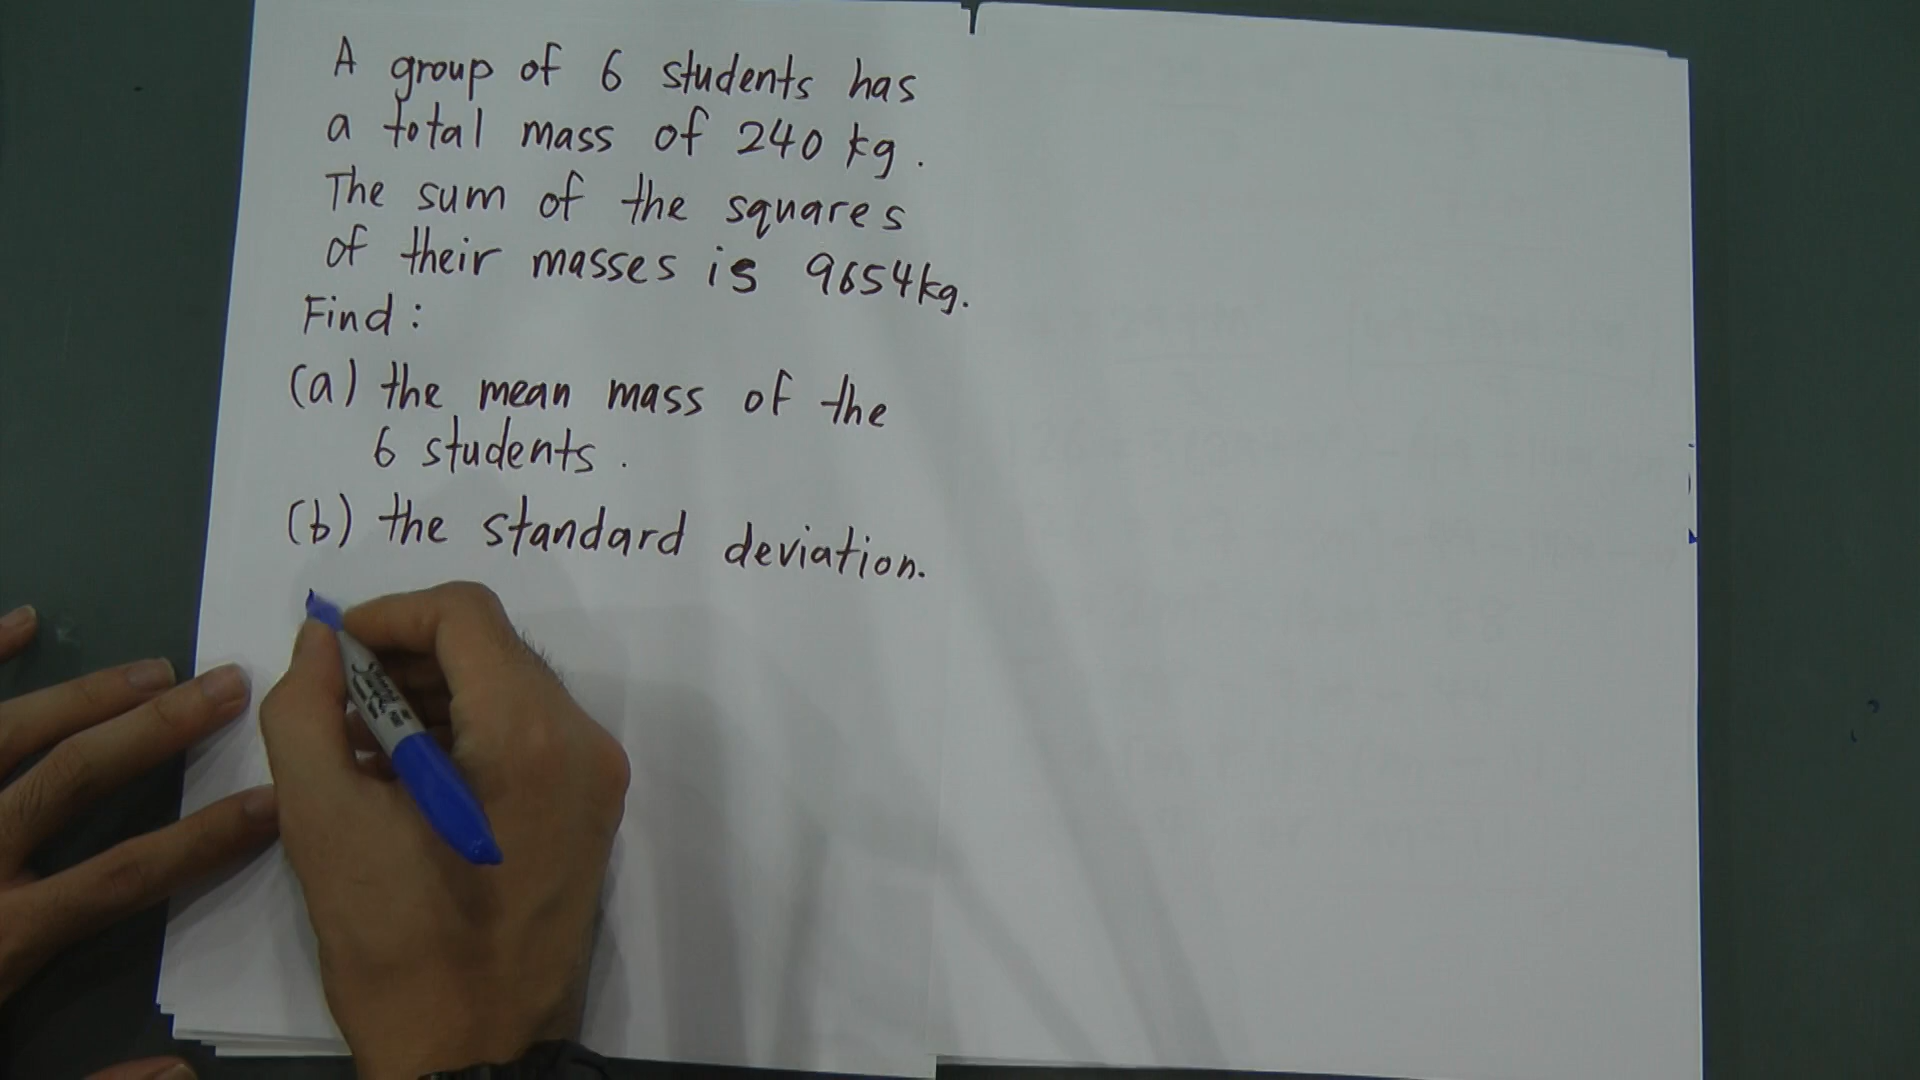 A group of 6 students has
a total mass of 240 kg.
The sum of the squares
of their masses is 9654kg.
Find:
(a) the mean mass of the
6 students.
(b) the standard deviation.